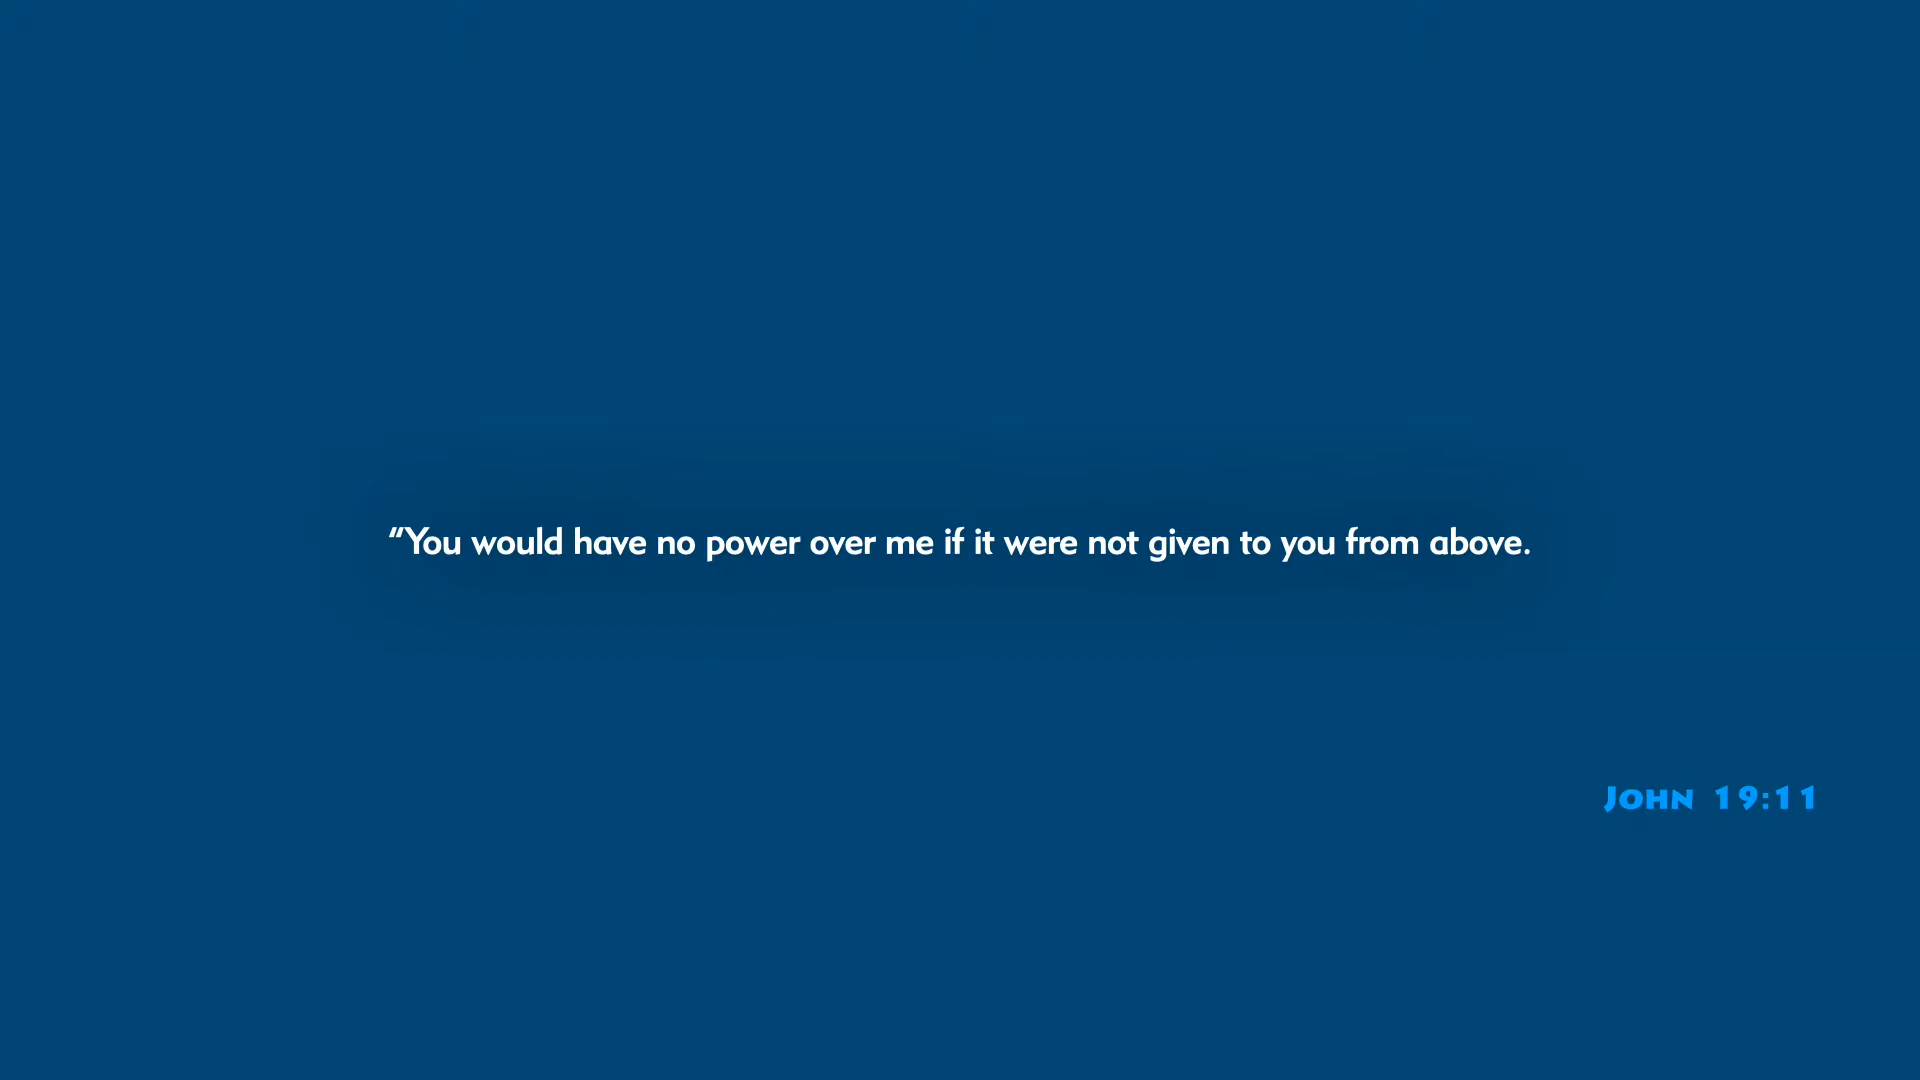 “You would have no power over me if it were not given to you from above.
John 19:11